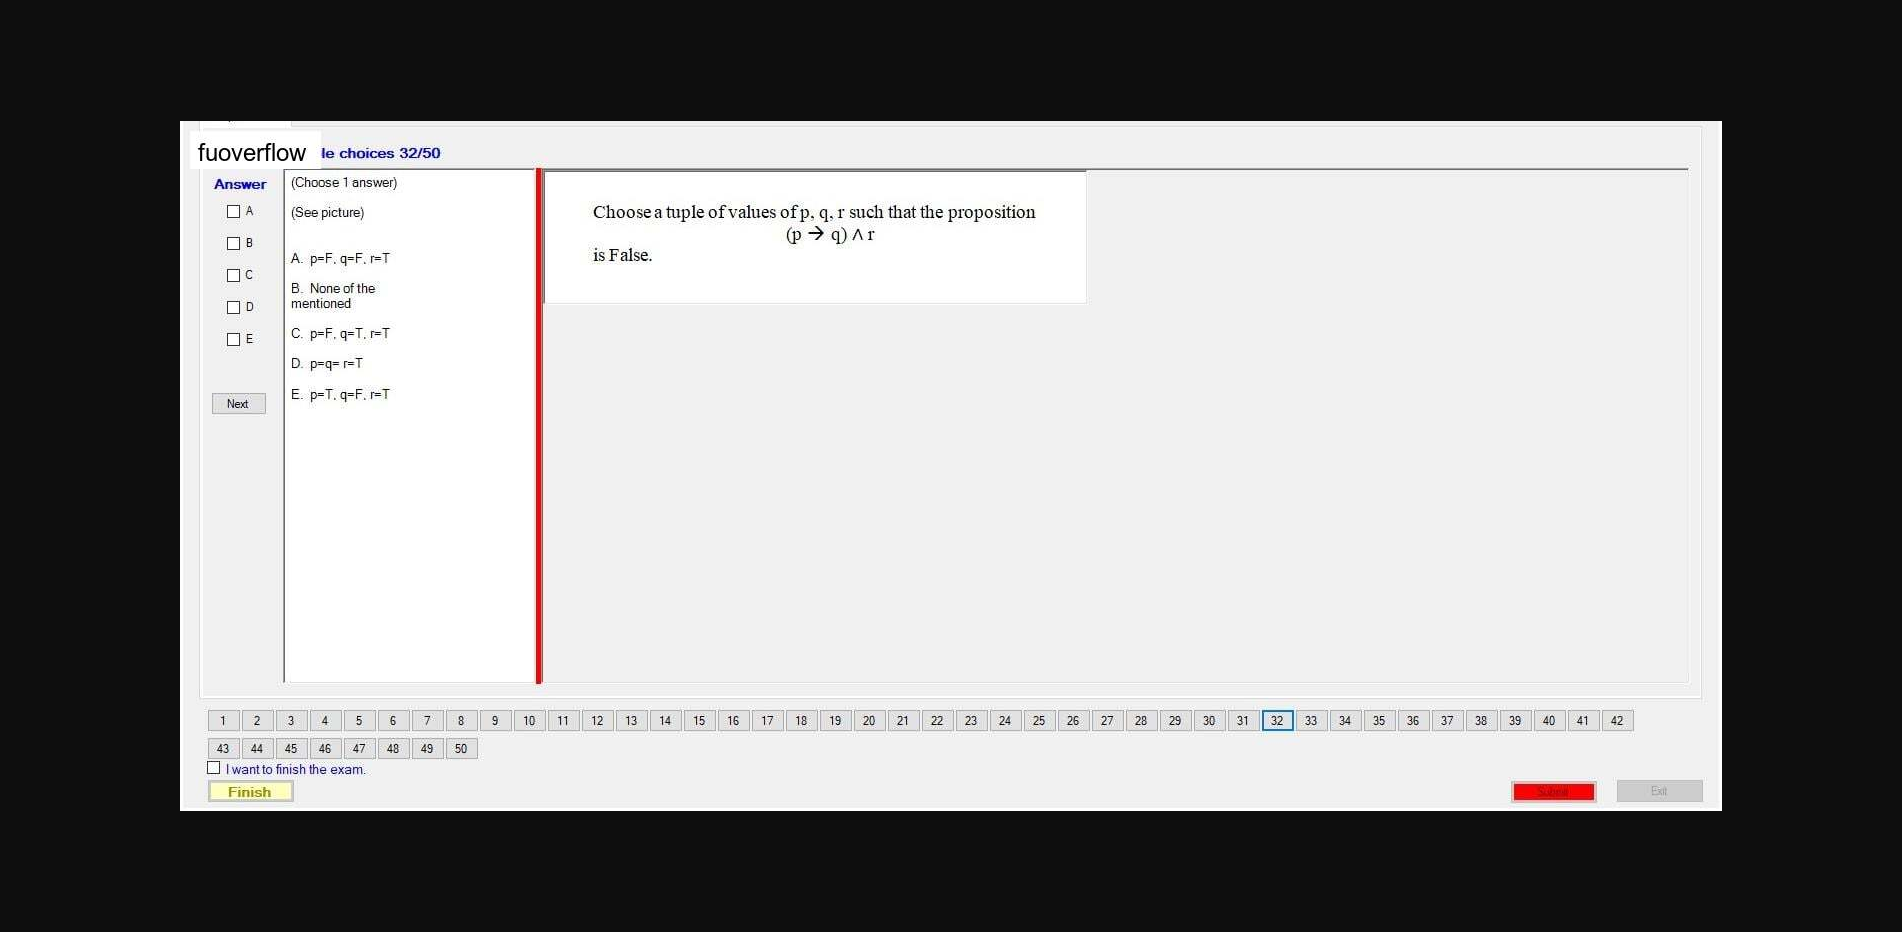 fuoverflow
le choices 32/50
Answer
(Choose 1 answer)
A
(See picture)
B
C
D
E
A. p=F, q=F, r=T
B. None of the
mentioned
C. p=F, q=T, r=T
D. p=q= r=T
E. p=T, q=F, r=T
Next
Choose a tuple of values of p, q, r such that the proposition
(p → q) ∧ r
is False.
1 2 3 4 5 6 7 8 9 10 11 12 13 14 15 16 17 18 19 20 21 22 23 24 25 26 27 28 29 30 31 32 33 34 35 36 37 38 39 40 41 42
43 44 45 46 47 48 49 50
I want to finish the exam.
Finish
Submit
Exit